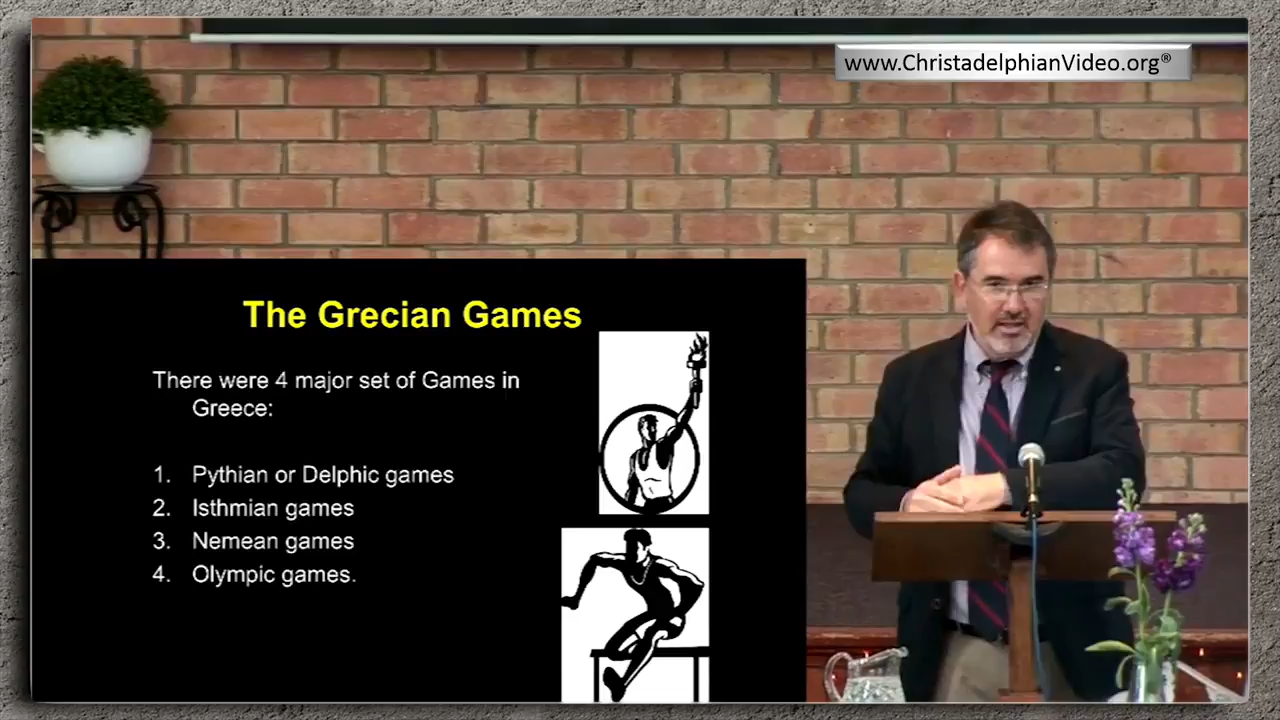 www.ChristadelphianVideo.org®
The Grecian Games
There were 4 major set of Games in
Greece:
1. Pythian or Delphic games
2. Isthmian games
3. Nemean games
4. Olympic games.